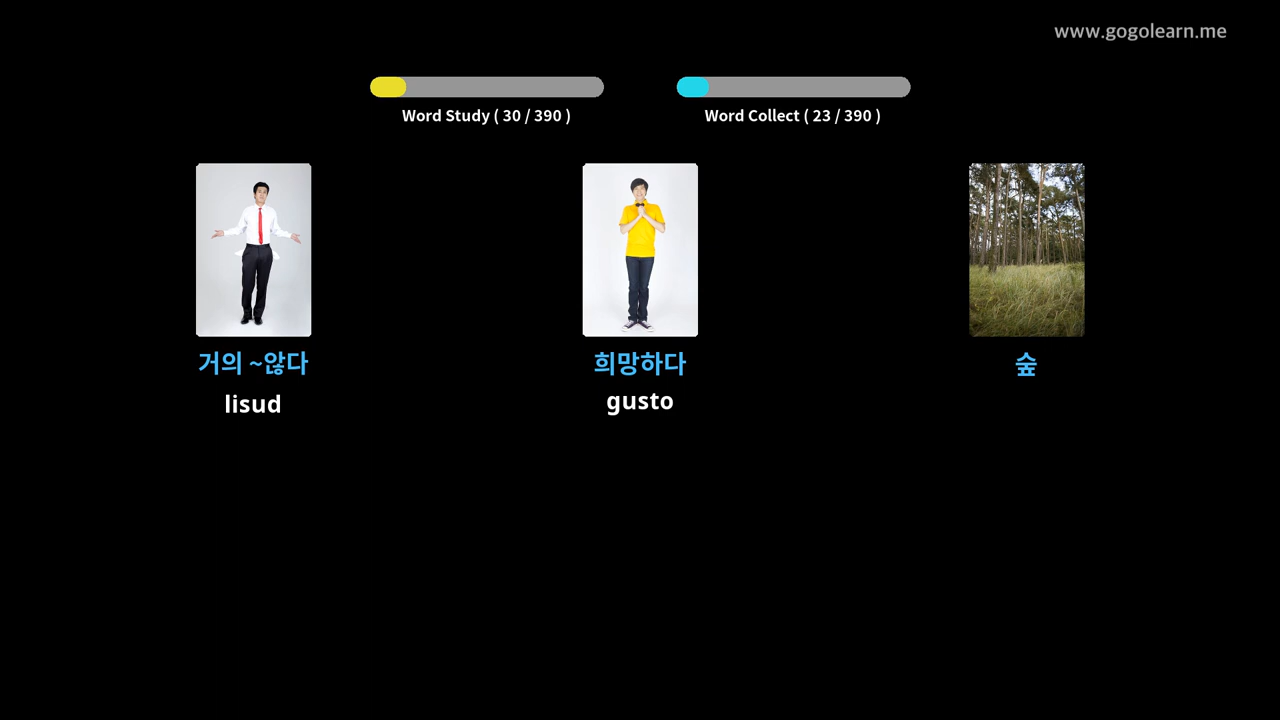 www.gogolearn.me
Word Study ( 30 / 390 )
Word Collect ( 23 / 390 )
거의 ~않다
희망하다
숲
lisud
gusto